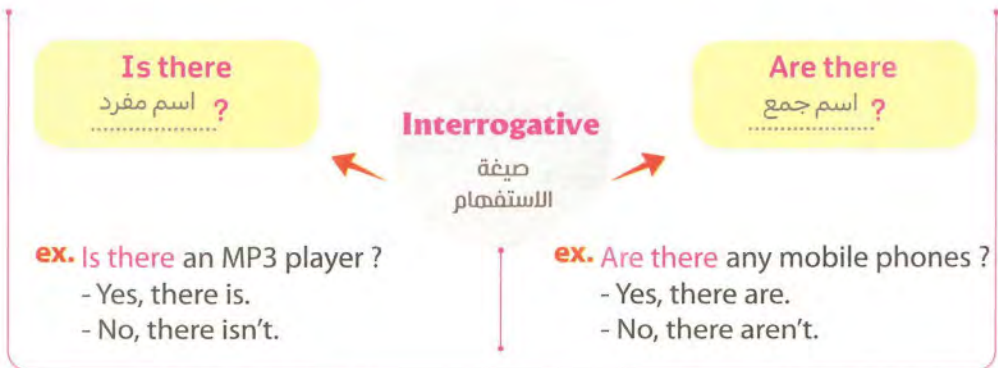 Is there
اسم مفرد ?
Are there
اسم جمع ?
Interrogative
صيغة
الاستفهام
ex. Is there an MP3 player ?
- Yes, there is.
- No, there isn't.
ex. Are there any mobile phones ?
- Yes, there are.
- No, there aren't.